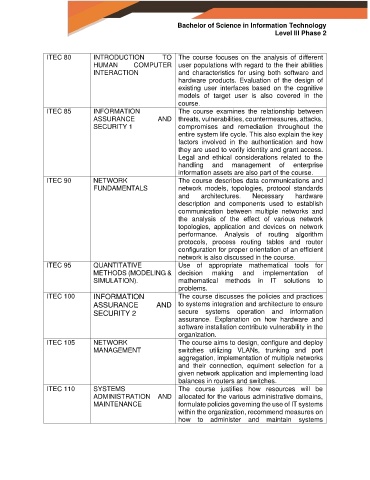 Bachelor of Science in Information Technology
Level III Phase 2
ITEC 80 INTRODUCTION TO HUMAN COMPUTER INTERACTION
The course focuses on the analysis of different
user populations with regard to the their abilities
and characteristics for using both software and
hardware products. Evaluation of the design of
existing user interfaces based on the cognitive
models of target user is also covered in the
course.
ITEC 85 INFORMATION ASSURANCE AND SECURITY 1
The course examines the relationship between
threats, vulnerabilities, countermeasures, attacks,
compromises and remediation throughout the
entire system life cycle. This also explain the key
factors involved in the authentication and how
they are used to verify identity and grant access.
Legal and ethical considerations related to the
handling and management of enterprise
information assets are also part of the course.
ITEC 90 NETWORK FUNDAMENTALS
The course describes data communications and
network models, topologies, protocol standards
and architectures. Necessary hardware
description and components used to establish
communication between multiple networks and
the analysis of the effect of various network
topologies, application and devices on network
performance. Analysis of routing algorithm
protocols, process routing tables and router
configuration for proper orientation of an efficient
network is also discussed in the course.
ITEC 95 QUANTITATIVE METHODS (MODELING & SIMULATION).
Use of appropriate mathematical tools for
decision making and implementation of
mathematical methods in IT solutions to
problems.
ITEC 100 INFORMATION ASSURANCE AND SECURITY 2
The course discusses the policies and practices
to systems integration and architecture to ensure
secure systems operation and information
assurance. Explanation on how hardware and
software installation contribute vulnerability in the
organization.
ITEC 105 NETWORK MANAGEMENT
The course aims to design, configure and deploy
switches utilizing VLANs, trunking and port
aggregation, implementation of multiple networks
and their connection, equiment selection for a
given network application and implementing load
balances in routers and switches.
ITEC 110 SYSTEMS ADMINISTRATION AND MAINTENANCE
The course justifies how resources will be
allocated for the various administrative domains,
formulate policies governing the use of IT systems
within the organization, recommend measures on
how to administer and maintain systems